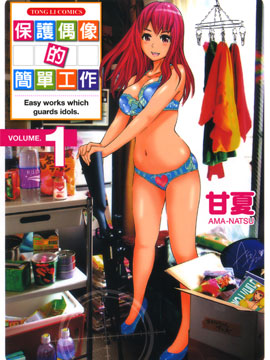 TONG LI COMICS
保護偶像
的
簡單工作
Easy works which
guards idols.
VOLUME.
1
甘夏
AMA-NATSU